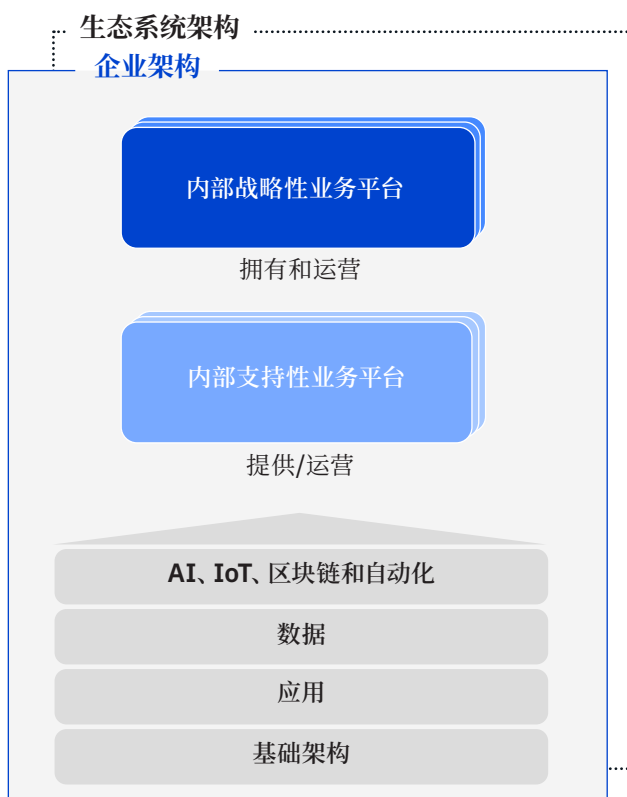 生态系统架构
企业架构
内部战略性业务平台
拥有和运营
内部支持性业务平台
提供/运营
AI、IoT、区块链和自动化
数据
应用
基础架构